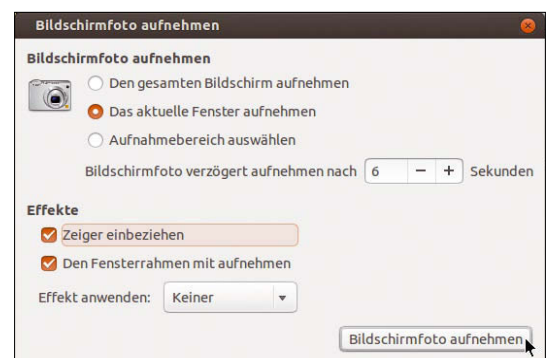 Bildschirmfoto aufnehmen
Bildschirmfoto aufnehmen
Den gesamten Bildschirm aufnehmen
Das aktuelle Fenster aufnehmen
Aufnahmebereich auswählen
Bildschirmfoto verzögert aufnehmen nach 6 − + Sekunden
Effekte
Zeiger einbeziehen
Den Fensterrahmen mit aufnehmen
Effekt anwenden: Keiner
Bildschirmfoto aufnehmen